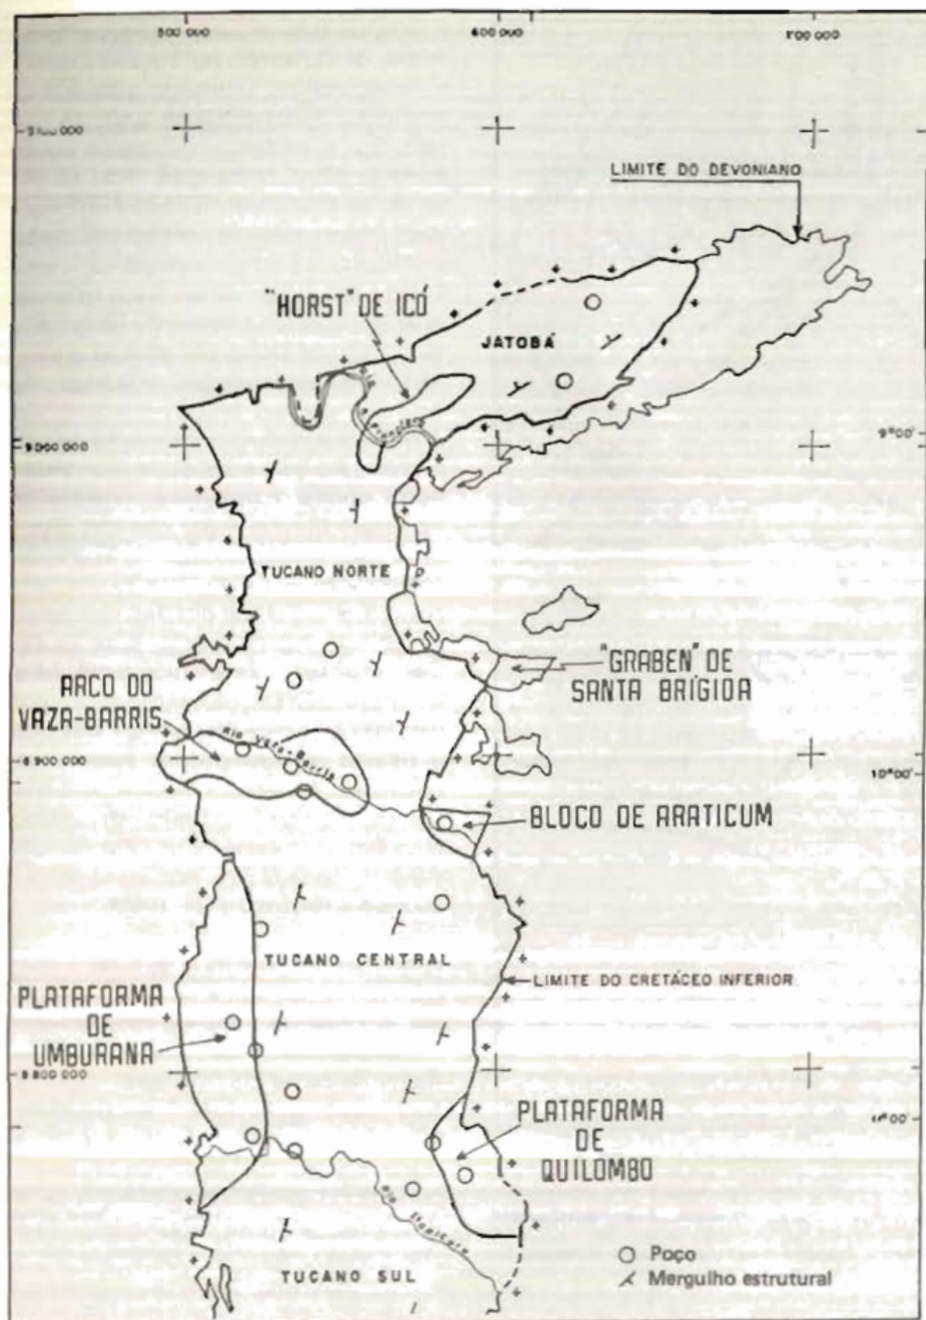 500 000
600 000
700 000
9 100 000
LIMITE DO DEVONIANO
"HORST" DE ICÓ
JATOBÁ
9 000 000
9°00'
TUCANO NORTE
"GRABEN" DE
SANTA BRÍGIDA
ARCO DO
VAZA-BARRIS
Rio Vaza-Barris
8 900 000
10°00'
BLOCO DE ARATICUM
TUCANO CENTRAL
LIMITE DO CRETÁCEO INFERIOR
PLATAFORMA
DE
UMBURANA
8 800 000
PLATAFORMA
DE
QUILOMBO
11°00'
Rio Itapicuru
TUCANO SUL
Poço
Mergulho estrutural